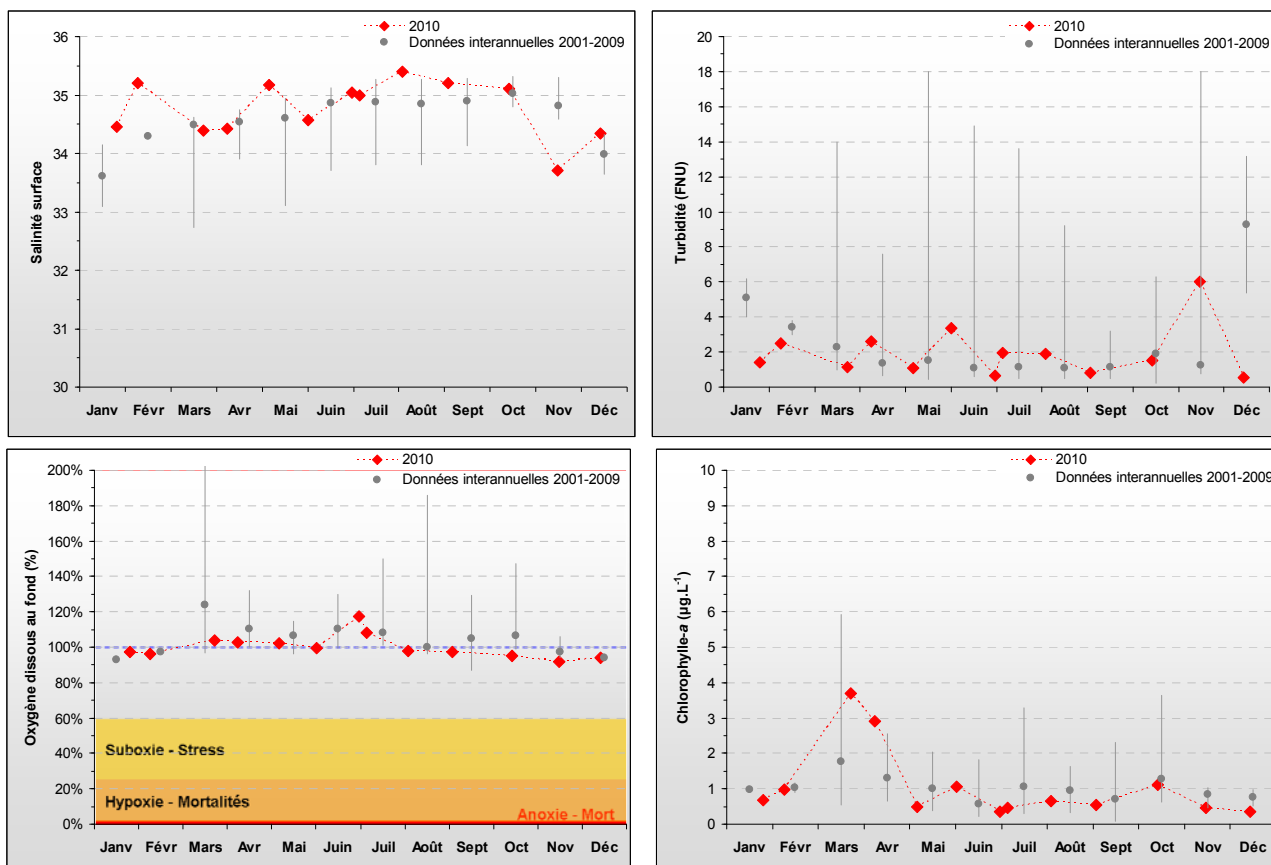 2010
Données interannuelles 2001-2009
Salinité surface
36
35
34
33
32
31
30
Janv Févr Mars Avr Mai Juin Juil Août Sept Oct Nov Déc
2010
Données interannuelles 2001-2009
Turbidité (FNU)
20
18
16
14
12
10
8
6
4
2
0
Janv Févr Mars Avr Mai Juin Juil Août Sept Oct Nov Déc
2010
Données interannuelles 2001-2009
Oxygène dissous au fond (%)
200%
180%
160%
140%
120%
100%
80%
60%
40%
20%
0%
Suboxie - Stress
Hypoxie - Mortalités
Anoxie - Mort
Janv Févr Mars Avr Mai Juin Juil Août Sept Oct Nov Déc
2010
Données interannuelles 2001-2009
Chlorophylle-a (µg.L⁻¹)
10
9
8
7
6
5
4
3
2
1
0
Janv Févr Mars Avr Mai Juin Juil Août Sept Oct Nov Déc